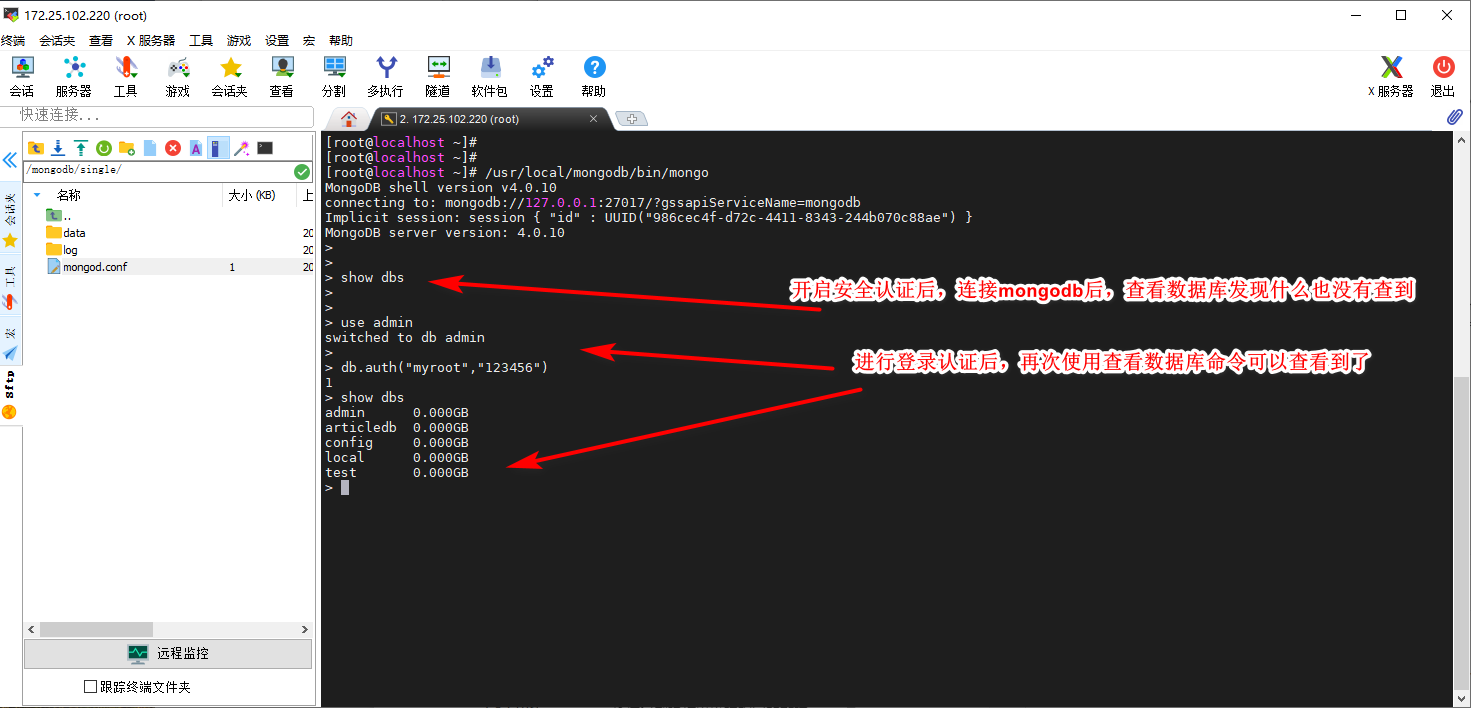 172.25.102.220 (root)
终端 会话夹 查看 X 服务器 工具 游戏 设置 宏 帮助
会话 服务器 工具 游戏 会话夹 查看 分割 多执行 隧道 软件包 设置 帮助 X 服务器 退出
快速连接...
2. 172.25.102.220 (root)
/mongodb/single/
名称 大小 (KB) 上
..
data 20
log 20
mongod.conf 1 20
会话夹
工具
宏
Sftp
远程监控
跟踪终端文件夹
[root@localhost ~]#
[root@localhost ~]#
[root@localhost ~]# /usr/local/mongodb/bin/mongo
MongoDB shell version v4.0.10
connecting to: mongodb://127.0.0.1:27017/?gssapiServiceName=mongodb
Implicit session: session { "id" : UUID("986cec4f-d72c-4411-8343-244b070c88ae") }
MongoDB server version: 4.0.10
>
>
> show dbs
>
>
> use admin
switched to db admin
>
> db.auth("myroot","123456")
1
> show dbs
admin 0.000GB
articledb 0.000GB
config 0.000GB
local 0.000GB
test 0.000GB
>
开启安全认证后，连接mongodb后，查看数据库发现什么也没有查到
进行登录认证后，再次使用查看数据库命令可以查看到了